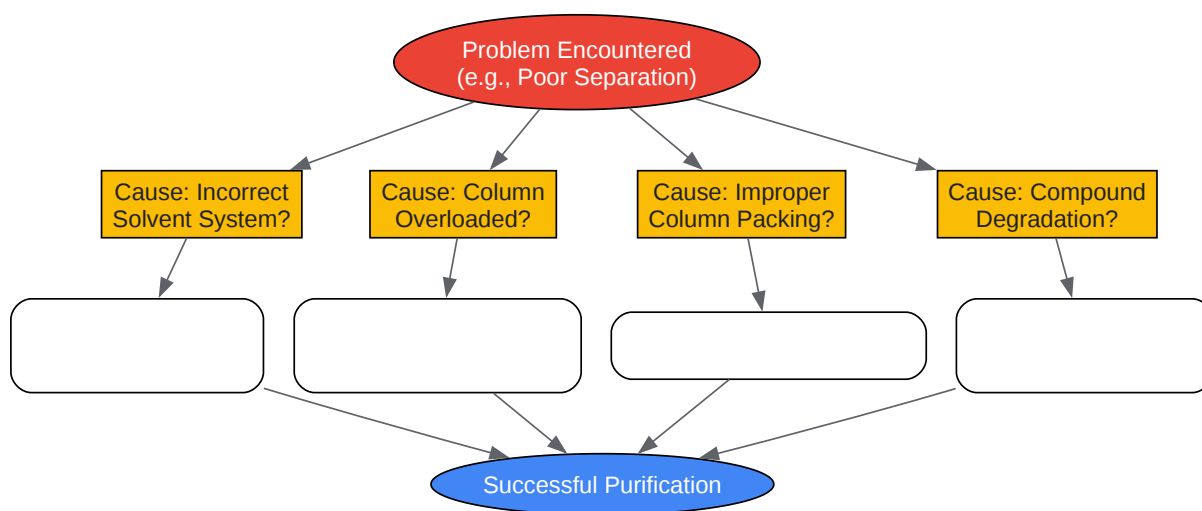 Problem Encountered
(e.g., Poor Separation)
Cause: Incorrect
Solvent System?
Cause: Column
Overloaded?
Cause: Improper
Column Packing?
Cause: Compound
Degradation?
Successful Purification